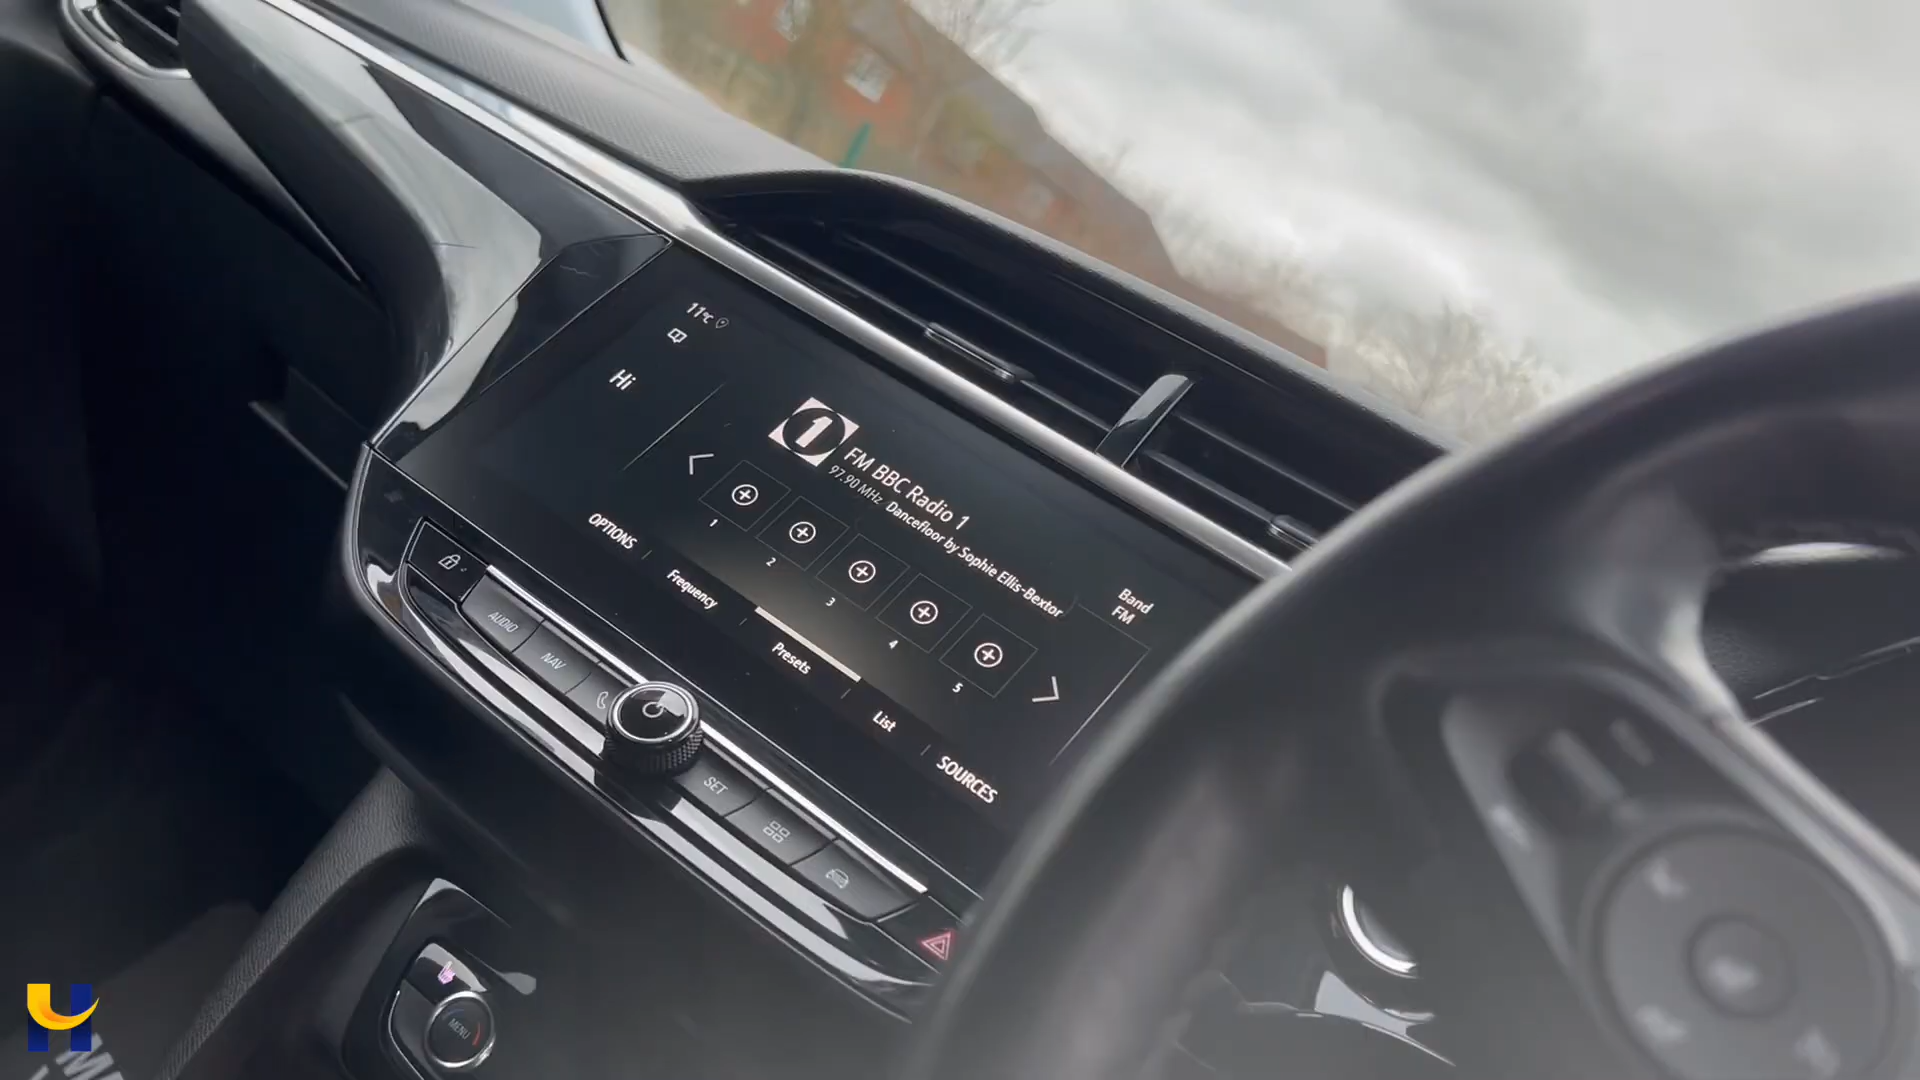 11°C
Hi
1
FM BBC Radio 1
97.90 MHz Dancefloor by Sophie Ellis-Bextor
Band
FM
1
2
3
4
5
OPTIONS
Frequency
Presets
List
SOURCES
AUDIO
NAV
SET
MENU